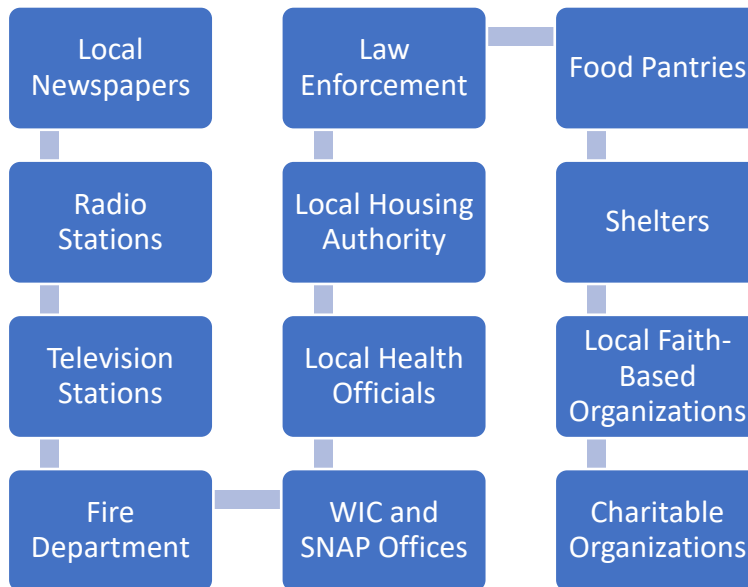 Local
Newspapers
Radio
Stations
Television
Stations
Fire
Department
WIC and
SNAP Offices
Local Health
Officials
Local Housing
Authority
Law
Enforcement
Food Pantries
Shelters
Local Faith-
Based
Organizations
Charitable
Organizations